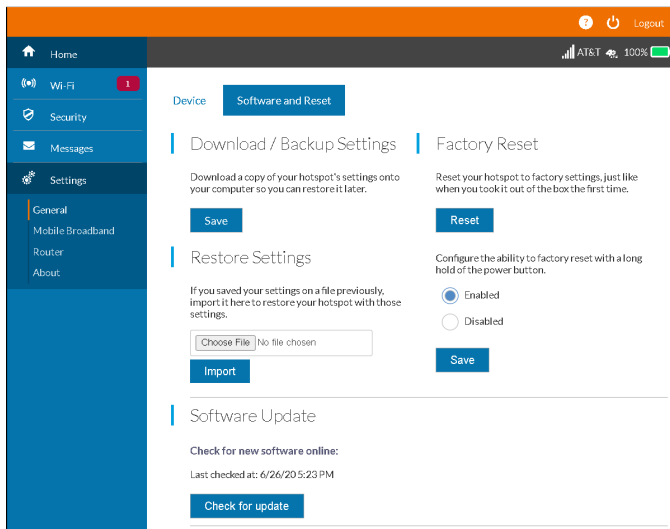 ? Logout
Home
AT&T 4G 100%
Wi-Fi 1
Security
Messages
Settings
General
Mobile Broadband
Router
About
Device Software and Reset
Download / Backup Settings
Download a copy of your hotspot's settings onto
your computer so you can restore it later.
Save
Restore Settings
If you saved your settings on a file previously,
import it here to restore your hotspot with those
settings.
Choose File No file chosen
Import
Factory Reset
Reset your hotspot to factory settings, just like
when you took it out of the box the first time.
Reset
Configure the ability to factory reset with a long
hold of the power button.
Enabled
Disabled
Save
Software Update
Check for new software online:
Last checked at: 6/26/20 5:23 PM
Check for update